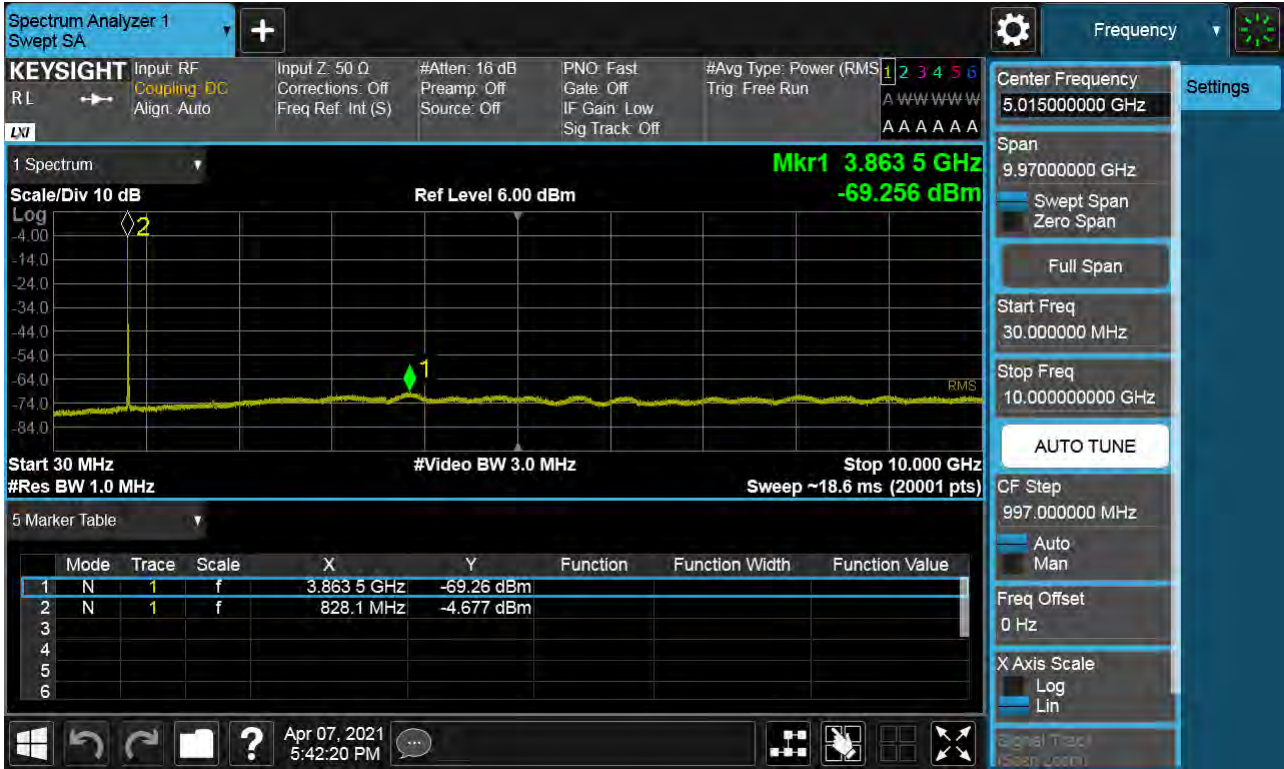 Spectrum Analyzer 1
Swept SA
+
Frequency
KEYSIGHT
R L
LXI
Input: RF
Coupling: DC
Align: Auto
Input Z: 50 Ω
Corrections: Off
Freq Ref: Int (S)
#Atten: 16 dB
Preamp: Off
Source: Off
PNO: Fast
Gate: Off
IF Gain: Low
Sig Track: Off
#Avg Type: Power (RMS
Trig: Free Run
1 2 3 4 5 6
A W W W W W
A A A A A A
1 Spectrum
Mkr1 3.863 5 GHz
Scale/Div 10 dB
Ref Level 6.00 dBm
-69.256 dBm
Log
2
-4.00
-14.0
-24.0
-34.0
-44.0
-54.0
1
-64.0
RMS
-74.0
-84.0
Start 30 MHz
#Video BW 3.0 MHz
Stop 10.000 GHz
#Res BW 1.0 MHz
Sweep ~18.6 ms (20001 pts)
5 Marker Table
Mode Trace Scale X Y Function Function Width Function Value
1 N 1 f 3.863 5 GHz -69.26 dBm
2 N 1 f 828.1 MHz -4.677 dBm
3
4
5
6
?
Apr 07, 2021
5:42:20 PM
Center Frequency
5.015000000 GHz
Settings
Span
9.97000000 GHz
Swept Span
Zero Span
Full Span
Start Freq
30.000000 MHz
Stop Freq
10.000000000 GHz
AUTO TUNE
CF Step
997.000000 MHz
Auto
Man
Freq Offset
0 Hz
X Axis Scale
Log
Lin
Signal Track
(Span Zoom)